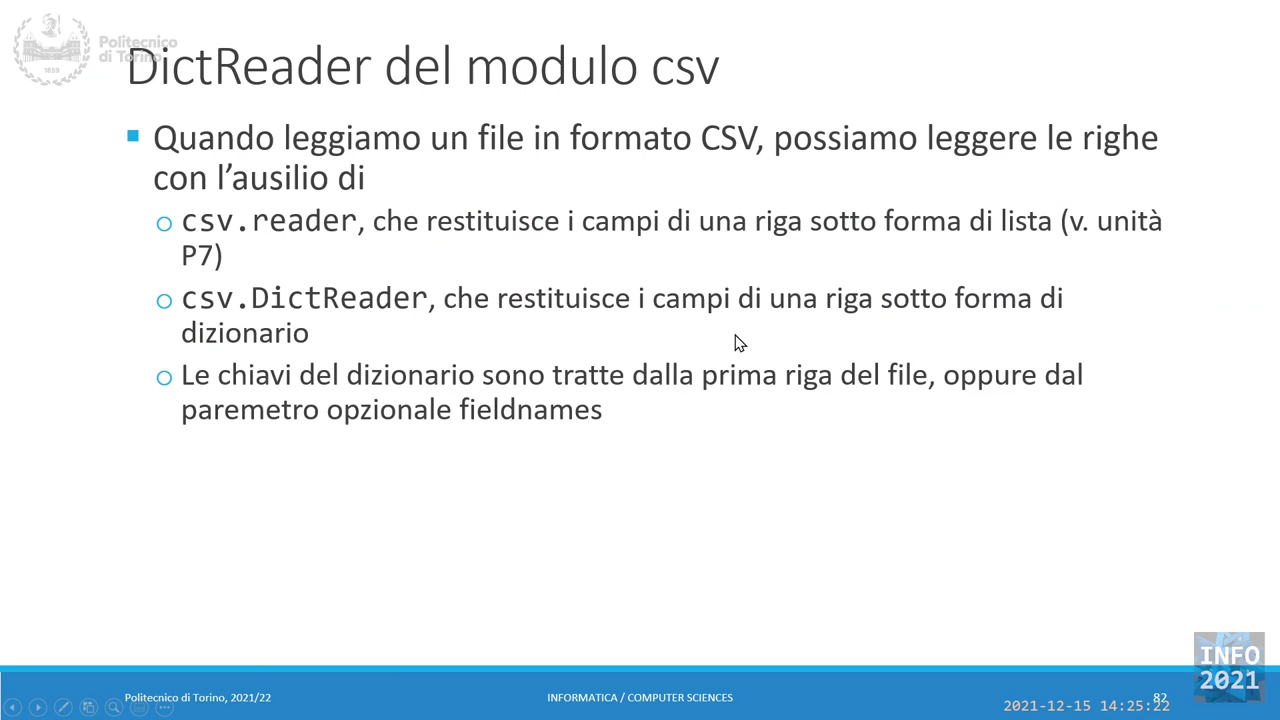 Politecnico
di Torino
1859
DictReader del modulo csv
Quando leggiamo un file in formato CSV, possiamo leggere le righe
con l’ausilio di
csv.reader, che restituisce i campi di una riga sotto forma di lista (v. unità
P7)
csv.DictReader, che restituisce i campi di una riga sotto forma di
dizionario
Le chiavi del dizionario sono tratte dalla prima riga del file, oppure dal
paremetro opzionale fieldnames
INFO
2021
Politecnico di Torino, 2021/22
INFORMATICA / COMPUTER SCIENCES
82
2021-12-15 14:25:22